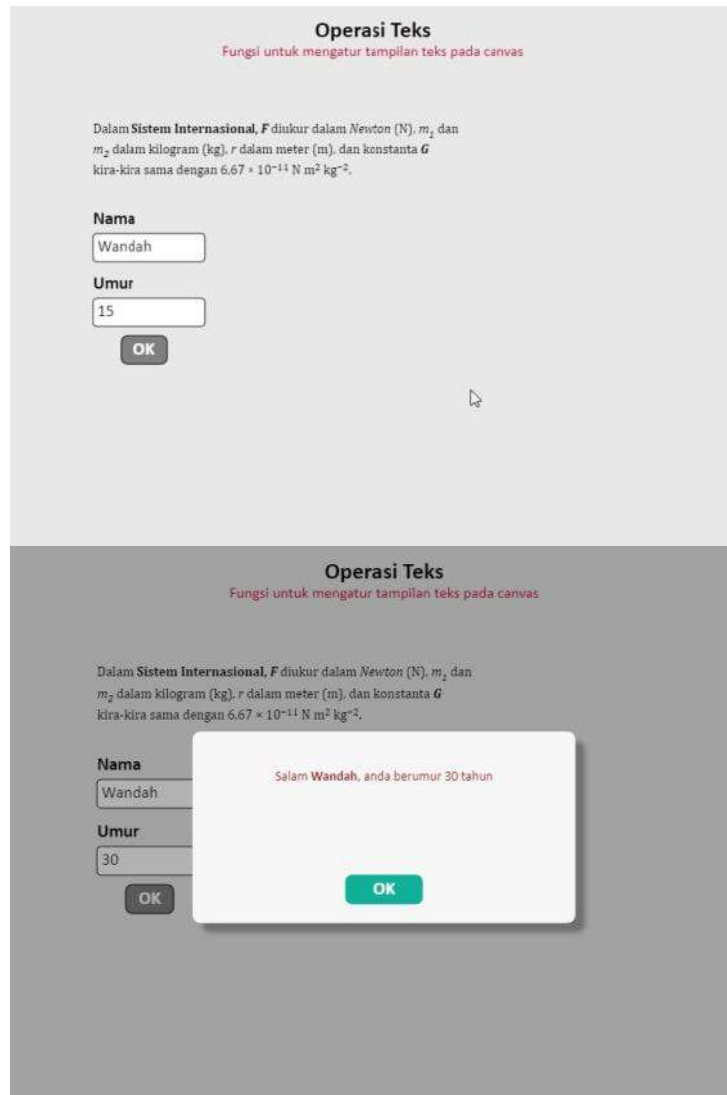 Operasi Teks
Fungsi untuk mengatur tampilan teks pada canvas
Dalam Sistem Internasional, F diukur dalam Newton (N), m₁ dan
m₂ dalam kilogram (kg), r dalam meter (m), dan konstanta G
kira-kira sama dengan 6,67 × 10⁻¹¹ N m² kg⁻².
Nama
Wandah
Umur
15
OK
Operasi Teks
Fungsi untuk mengatur tampilan teks pada canvas
Dalam Sistem Internasional, F diukur dalam Newton (N), m₁ dan
m₂ dalam kilogram (kg), r dalam meter (m), dan konstanta G
kira-kira sama dengan 6,67 × 10⁻¹¹ N m² kg⁻².
Nama
Wandah
Umur
30
OK
Salam Wandah, anda berumur 30 tahun
OK